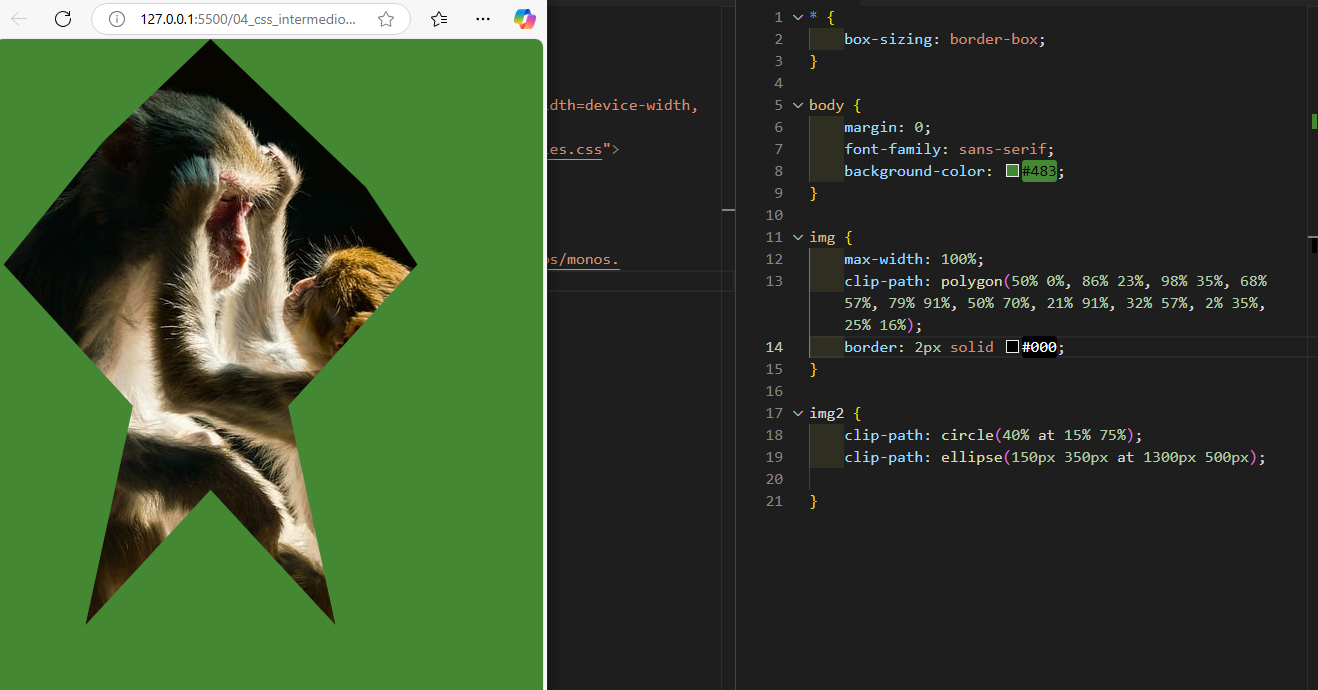 127.0.0.1:5500/04_css_intermedio...
dth=device-width,
es.css">
os/monos.
1 * {
2 box-sizing: border-box;
3 }
4
5 body {
6 margin: 0;
7 font-family: sans-serif;
8 background-color: #483;
9 }
10
11 img {
12 max-width: 100%;
13 clip-path: polygon(50% 0%, 86% 23%, 98% 35%, 68%
57%, 79% 91%, 50% 70%, 21% 91%, 32% 57%, 2% 35%,
25% 16%);
14 border: 2px solid #000;
15 }
16
17 img2 {
18 clip-path: circle(40% at 15% 75%);
19 clip-path: ellipse(150px 350px at 1300px 500px);
20
21 }